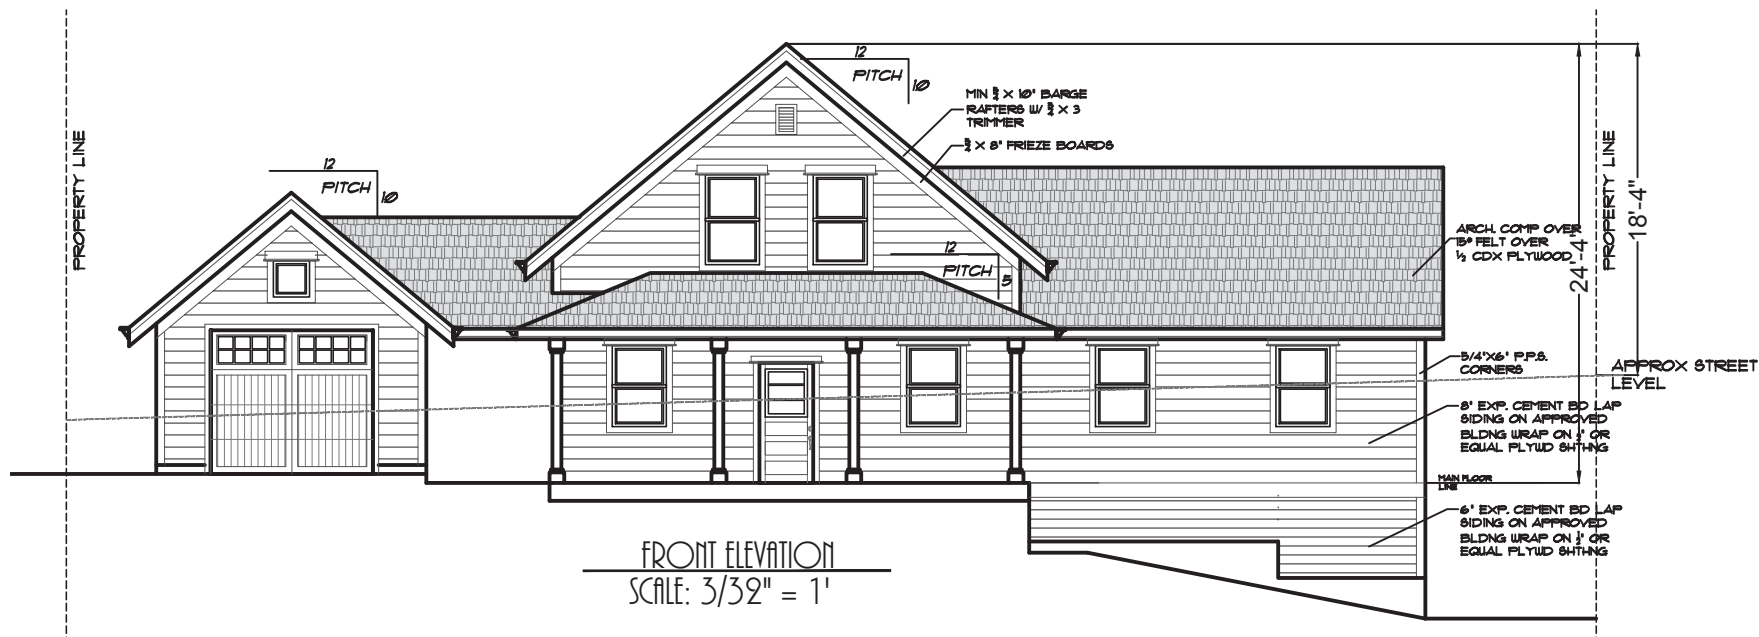 PROPERTY LINE
12
PITCH
10
12
PITCH
10
MIN 5/4 X 10" BARGE
RAFTERS W/ 5/4 X 3
TRIMMER
5/4 X 8" FRIEZE BOARDS
12
PITCH
5
PROPERTY LINE
18'-4"
24'-4"
ARCH. COMP OVER
15# FELT OVER
½ CDX PLYWOOD
5/4"X6" P.P.S.
CORNERS
APPROX STREET
LEVEL
8" EXP. CEMENT BD LAP
SIDING ON APPROVED
BLDNG WRAP ON ½" OR
EQUAL PLYWD SHTHNG
MAIN FLOOR
LINE
6" EXP. CEMENT BD LAP
SIDING ON APPROVED
BLDNG WRAP ON ½" OR
EQUAL PLYWD SHTHNG
FRONT ELEVATION
SCALE: 3/32" = 1'